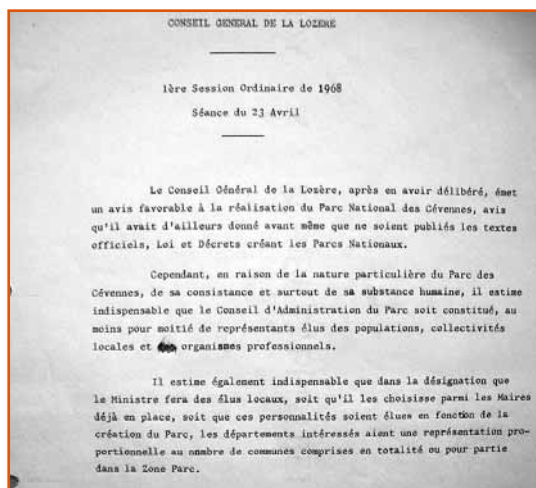 CONSEIL GENERAL DE LA LOZERE
1ère Session Ordinaire de 1968
Séance du 23 Avril
Le Conseil Général de la Lozère, après en avoir délibéré, émet
un avis favorable à la réalisation du Parc National des Cévennes, avis
qu'il avait d'ailleurs donné avant même que ne soient publiés les textes
officiels, Loi et Décrets créant les Parcs Nationaux.
Cependant, en raison de la nature particulière du Parc des
Cévennes, de sa consistance et surtout de sa substance humaine, il estime
indispensable que le Conseil d'Administration du Parc soit constitué, au
moins pour moitié de représentants élus des populations, collectivités
locales et organismes professionnels.
Il estime également indispensable que dans la désignation que
le Ministre fera des élus locaux, soit qu'il les choisisse parmi les Maires
déjà en place, soit que ces personnalités soient élues en fonction de la
création du Parc, les départements intéressés aient une représentation pro-
portionnelle au nombre de communes comprises en totalité ou pour partie
dans la Zone Parc.